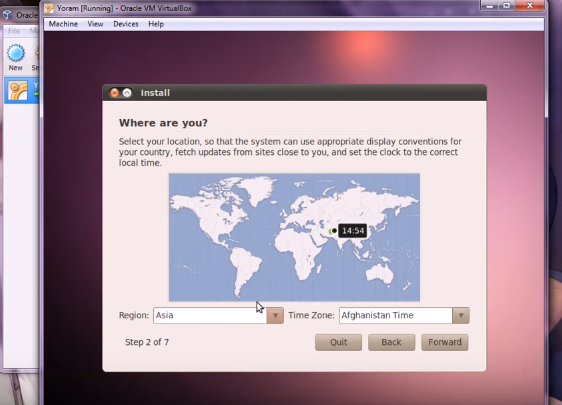 Oracle
Yoram [Running] - Oracle VM VirtualBox
File
Machine View Devices Help
New
Install
Where are you?
Select your location, so that the system can use appropriate display conventions for
your country, fetch updates from sites close to you, and set the clock to the correct
local time.
14:54
Region: Asia Time Zone: Afghanistan Time
Step 2 of 7 Quit Back Forward